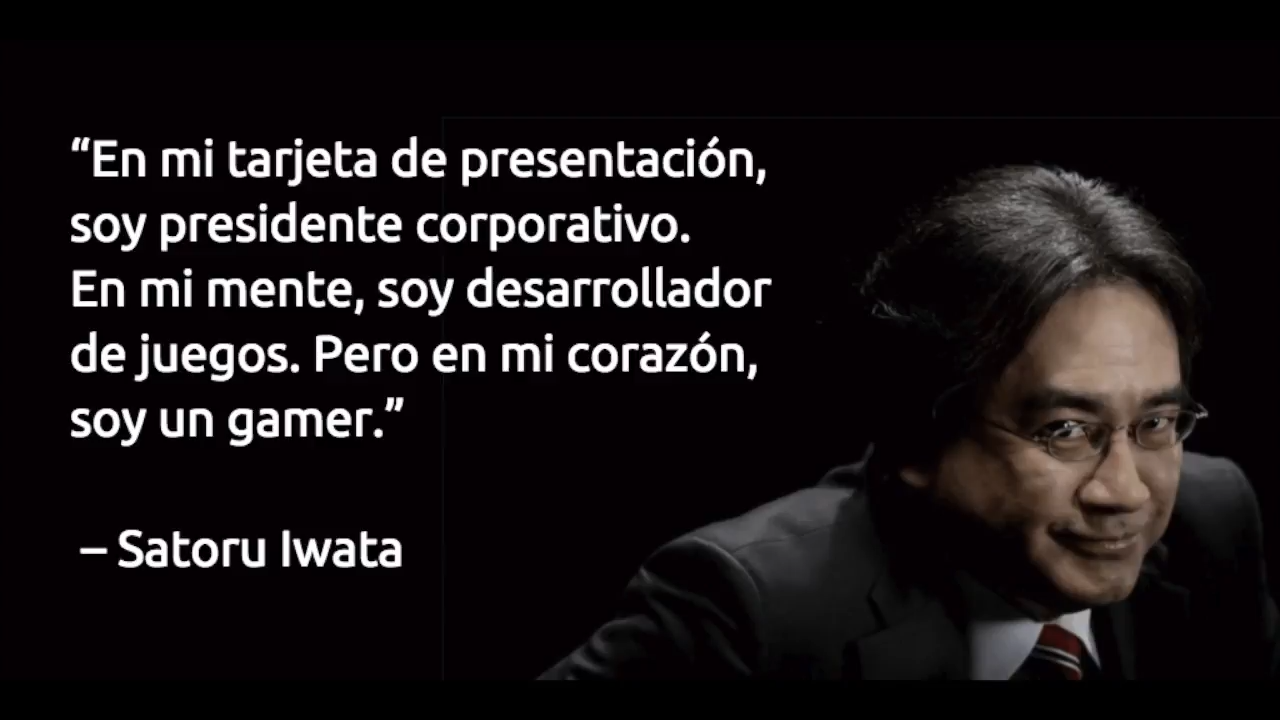 “En mi tarjeta de presentación,
soy presidente corporativo.
En mi mente, soy desarrollador
de juegos. Pero en mi corazón,
soy un gamer.”
– Satoru Iwata